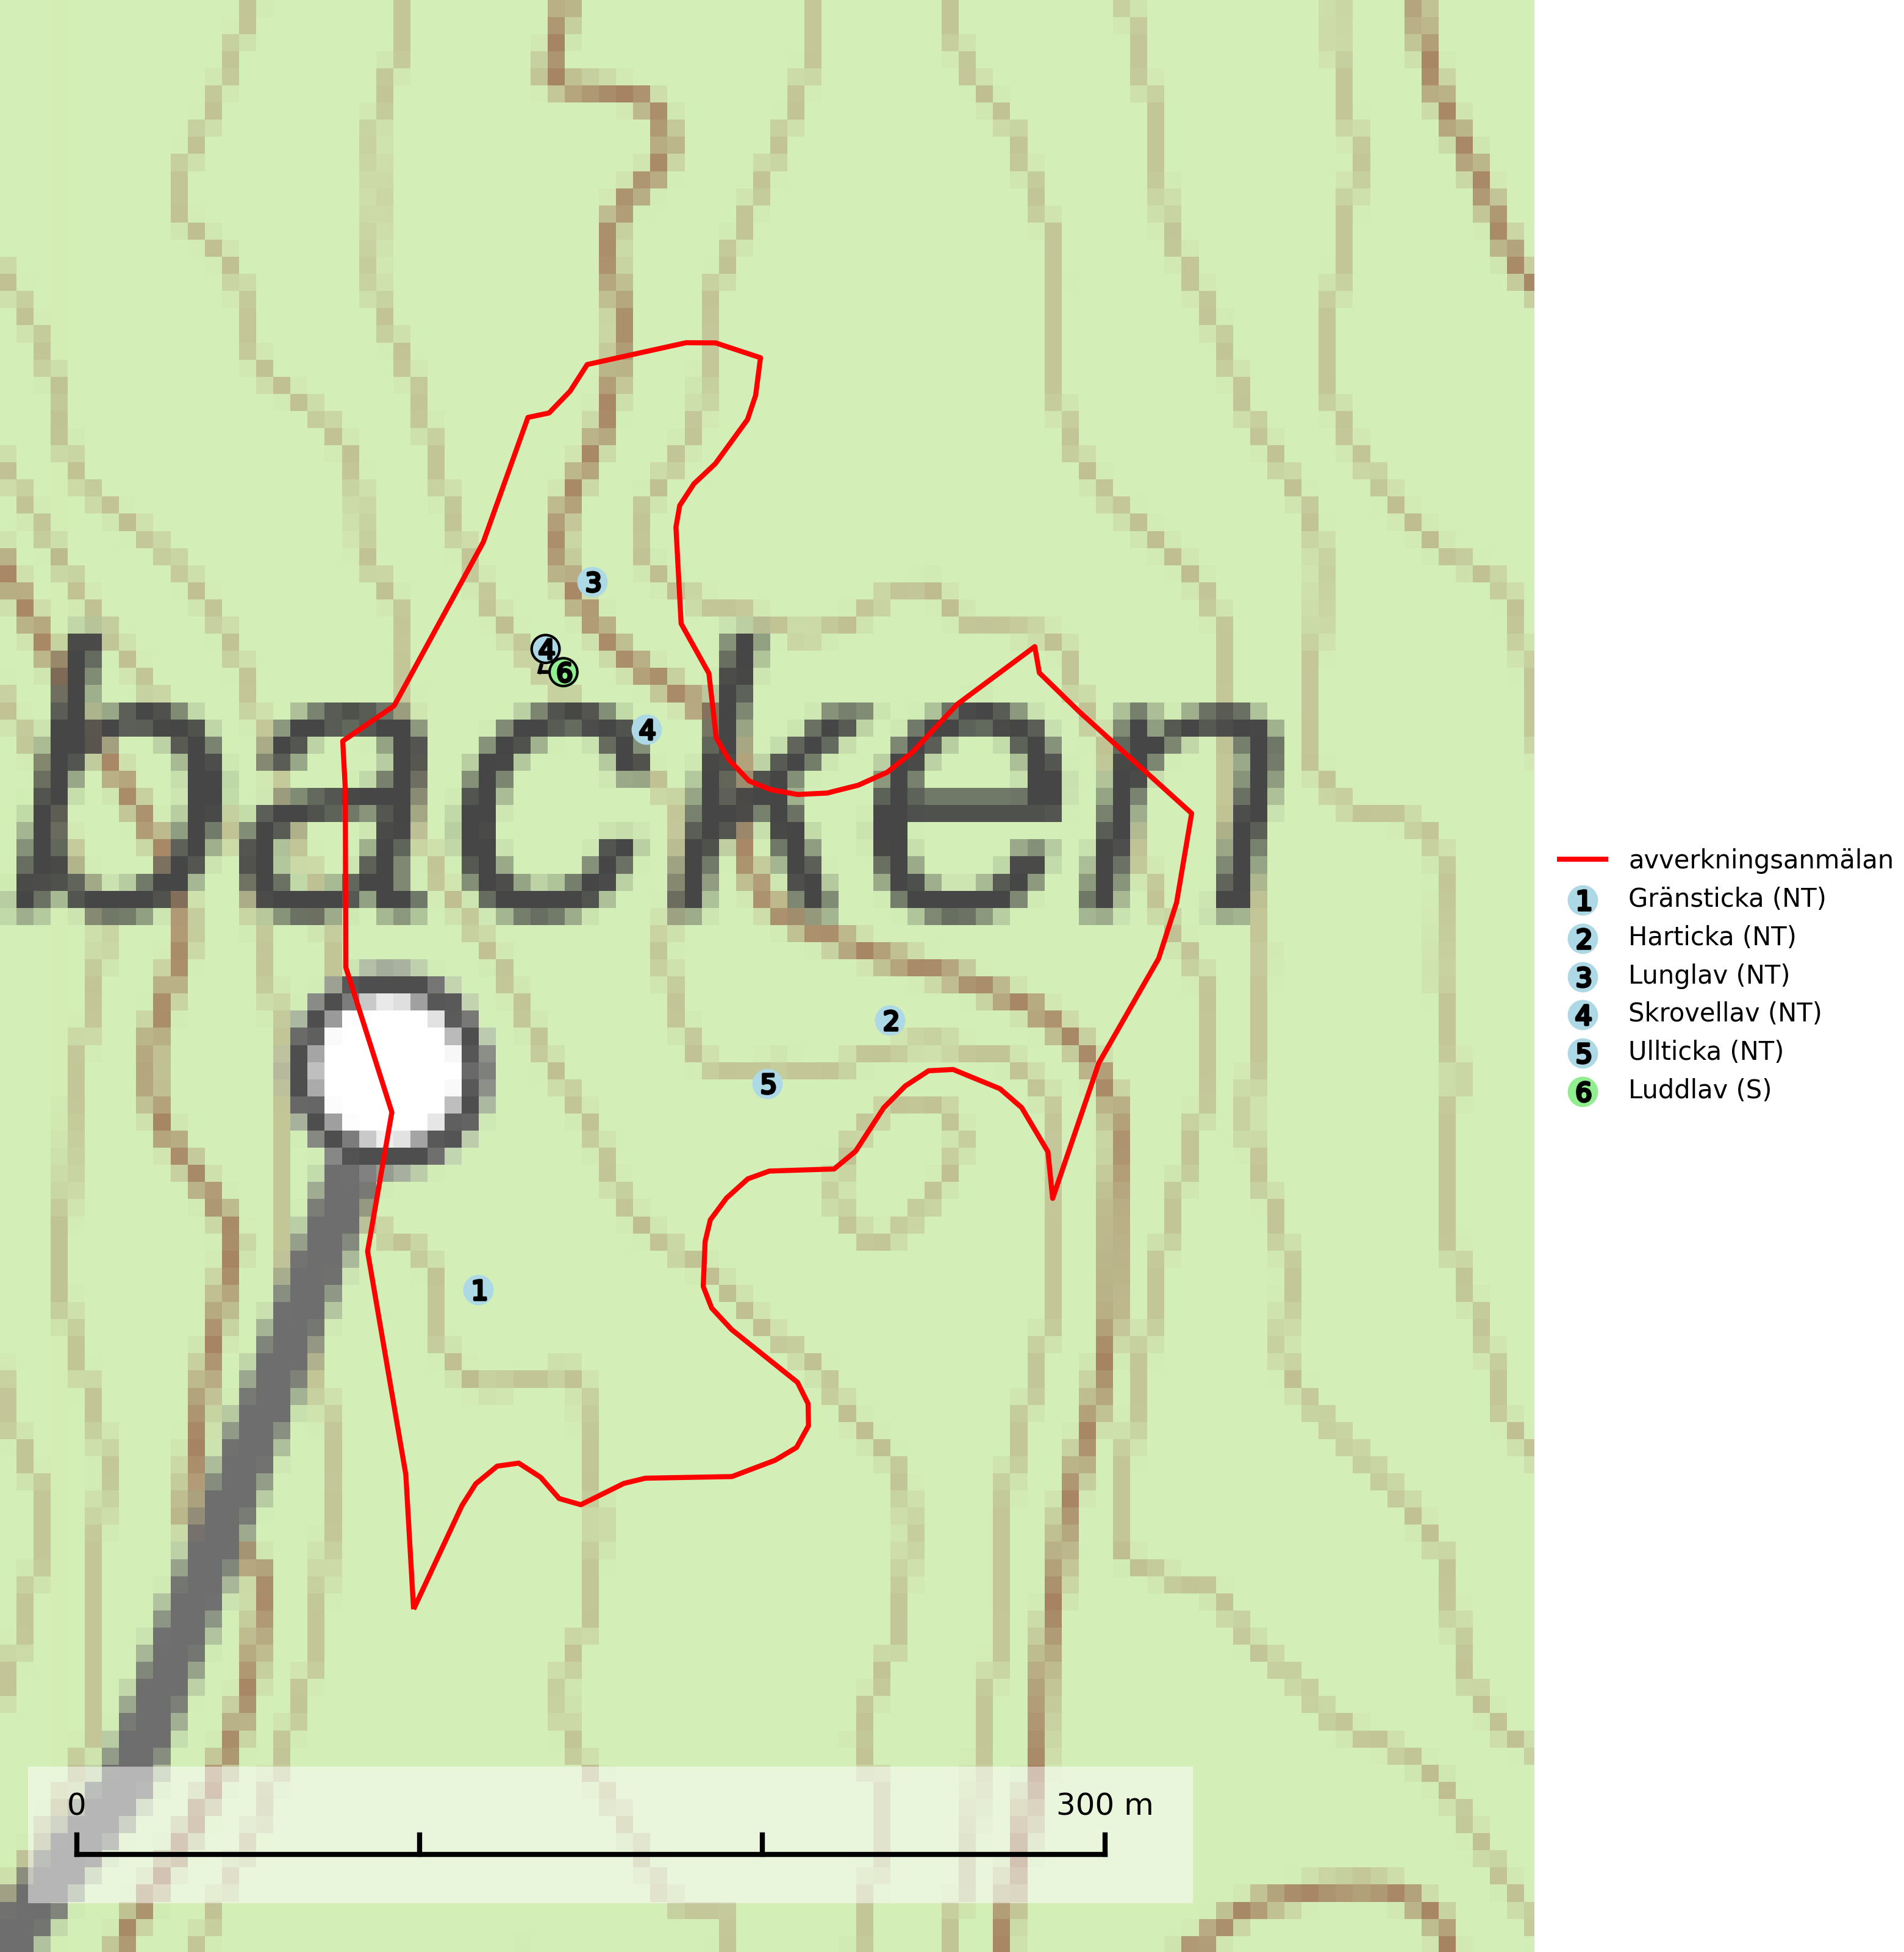 3
4
6
4
backen
2
5
1
0
300 m
avverkningsanmälan
1 Gränsticka (NT)
2 Harticka (NT)
3 Lunglav (NT)
4 Skrovellav (NT)
5 Ullticka (NT)
6 Luddlav (S)